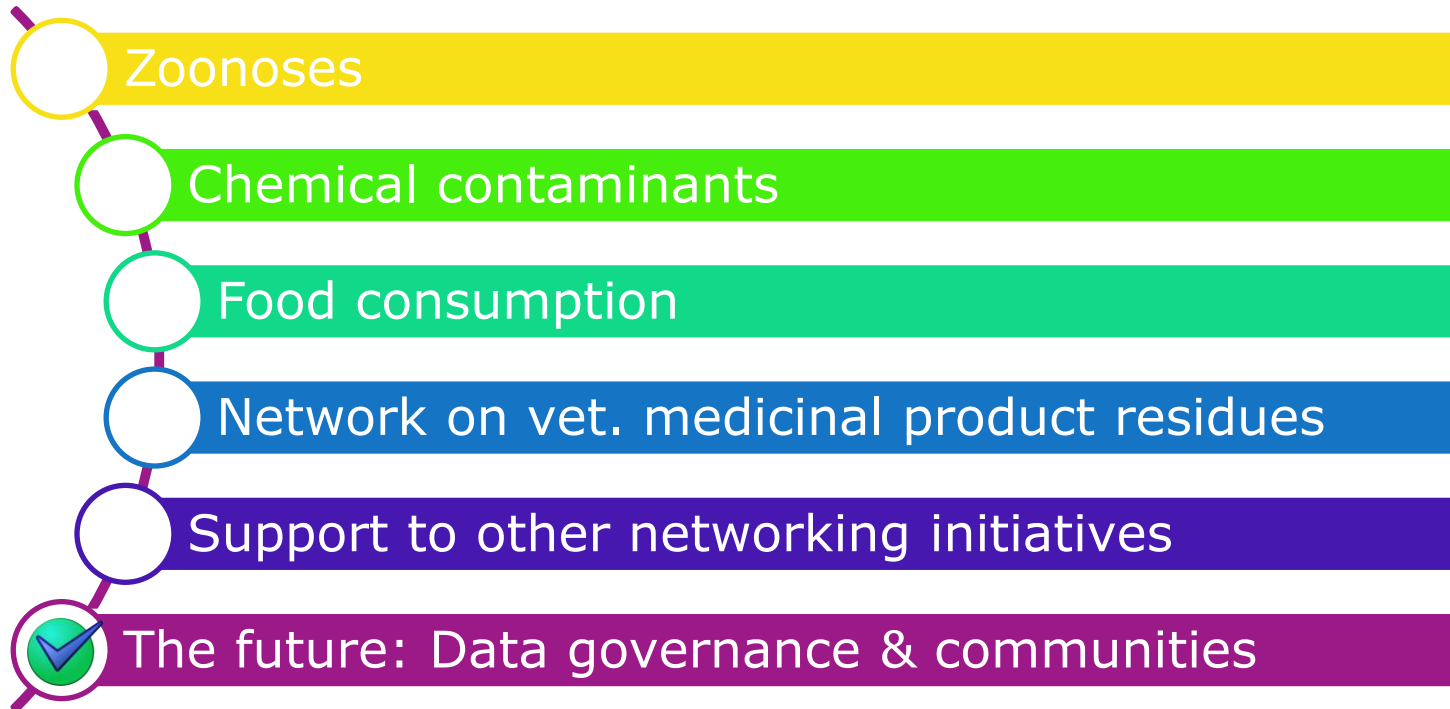 Zoonoses
Chemical contaminants
Food consumption
Network on vet. medicinal product residues
Support to other networking initiatives
The future: Data governance & communities